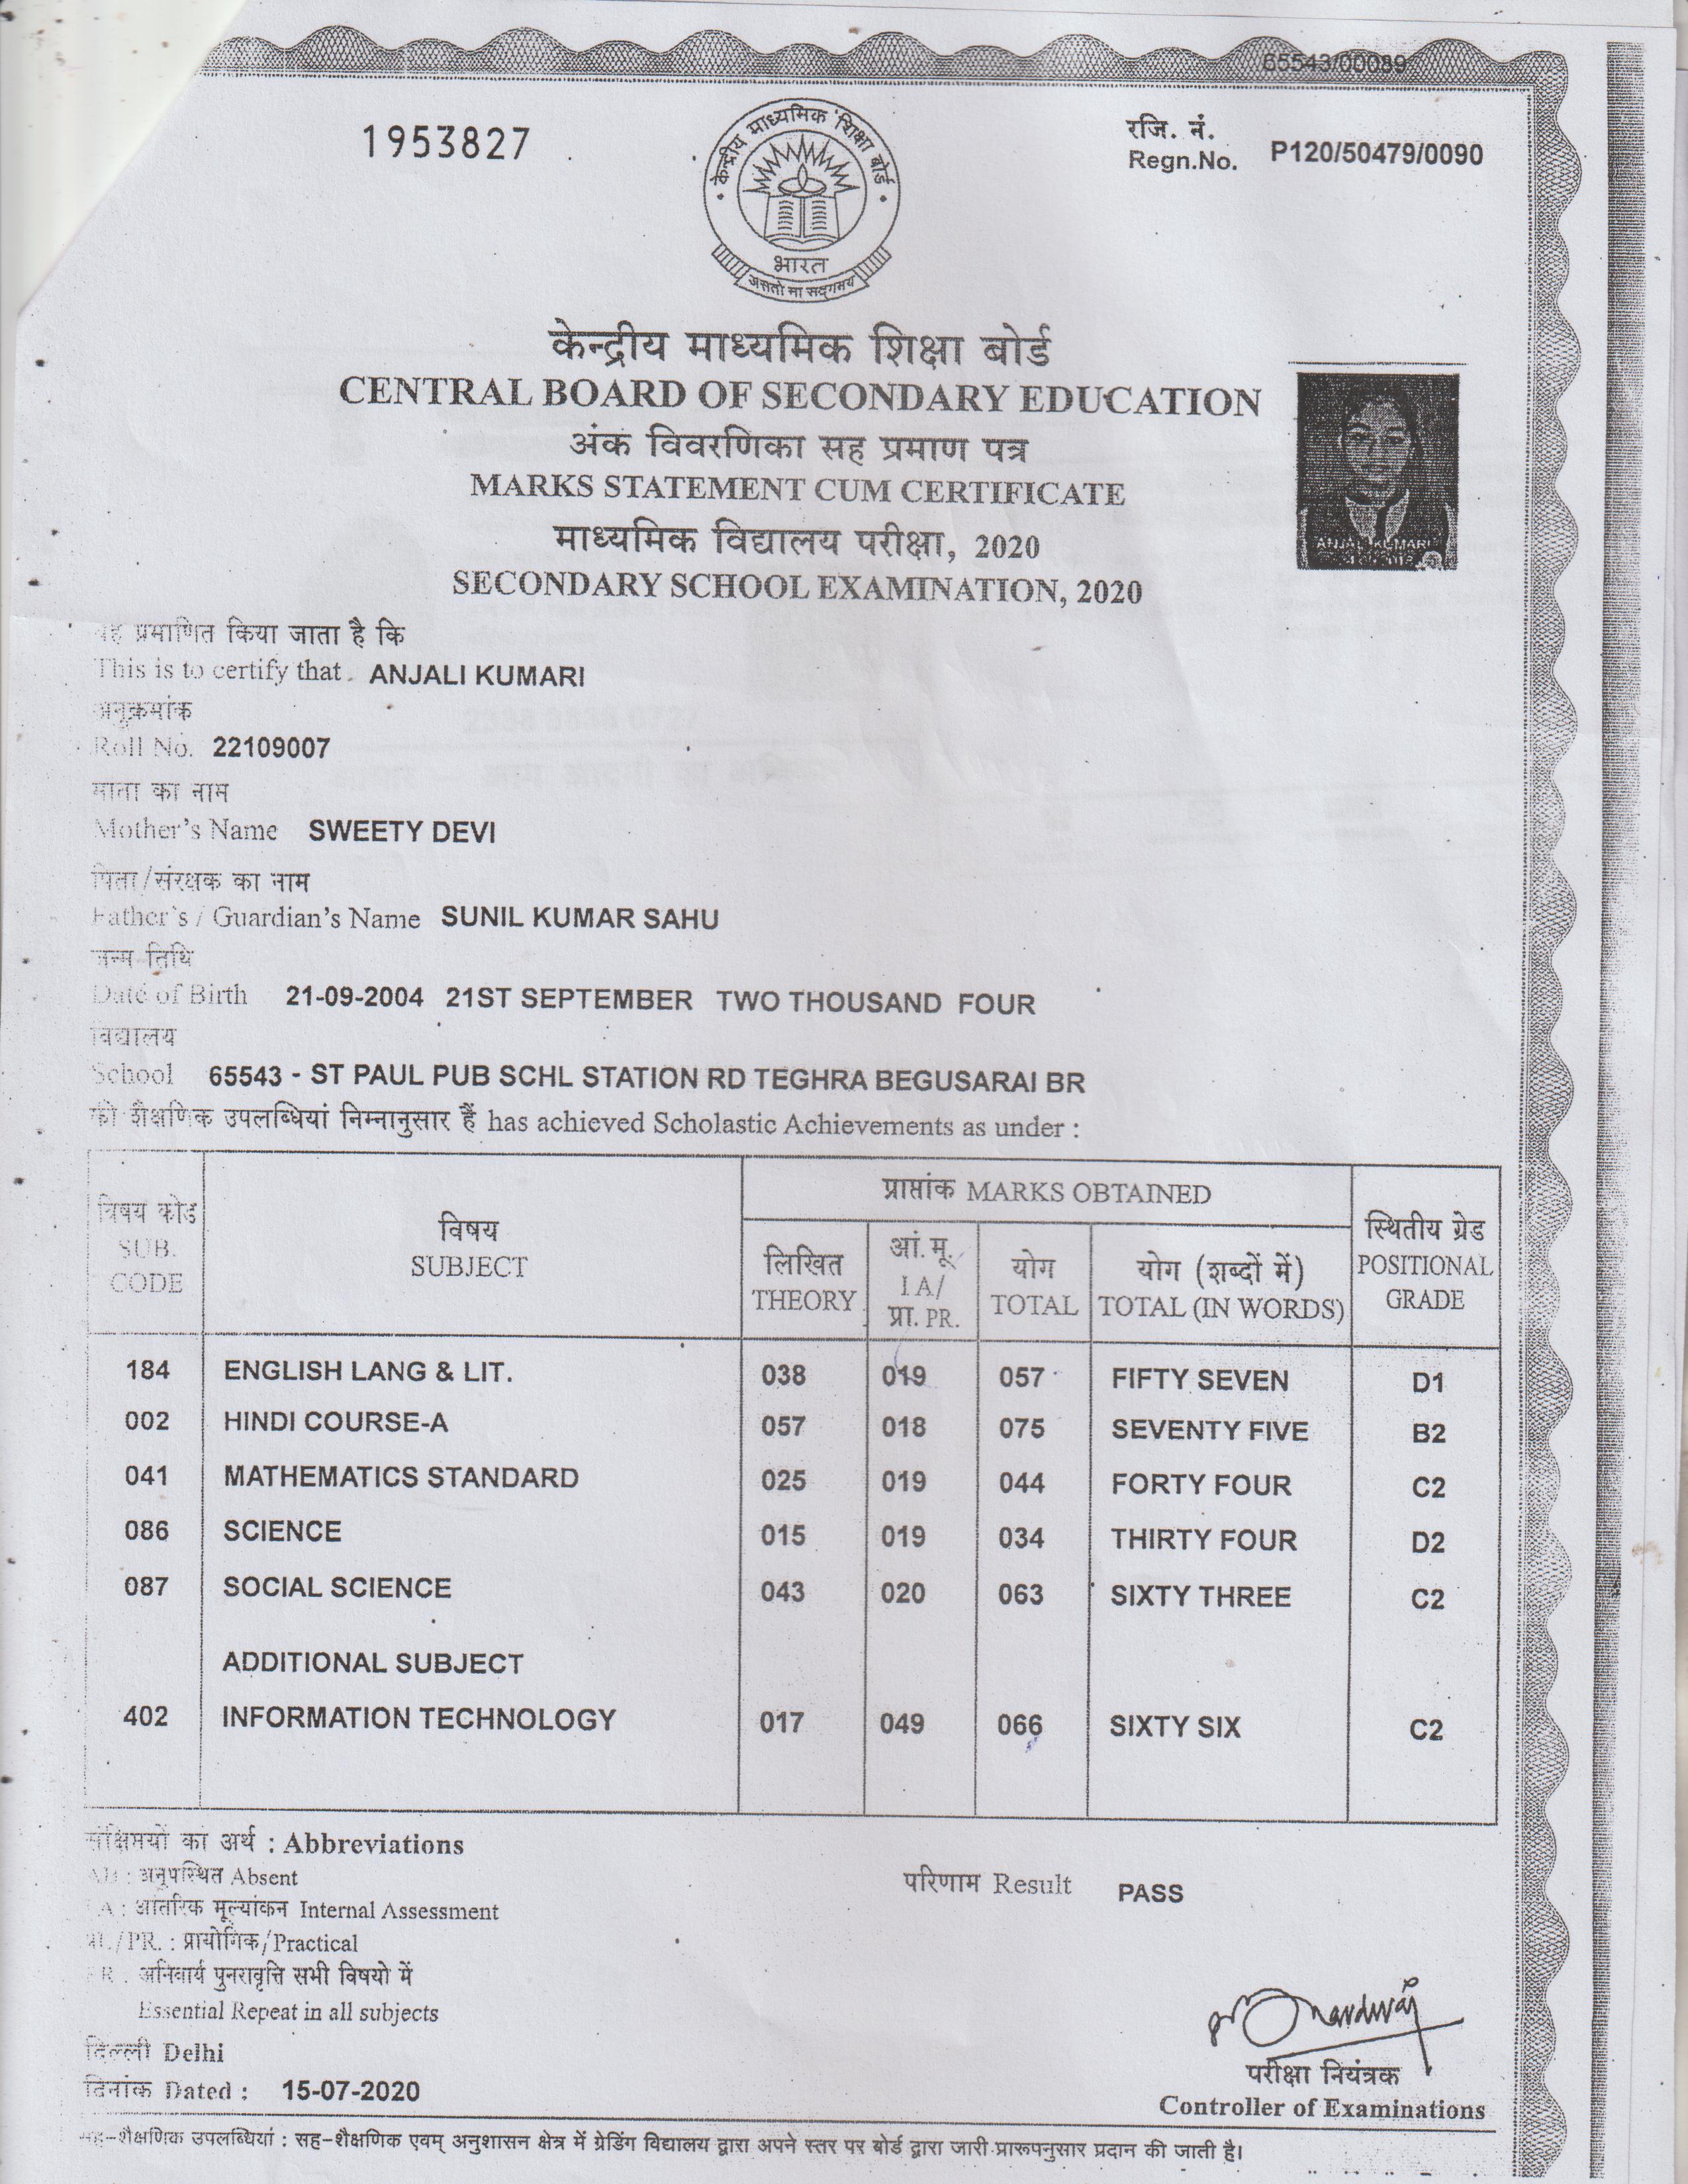 65543/00089
1953827
रजि. नं.
Regn.No. P120/50479/0090
केन्द्रीय माध्यमिक शिक्षा बोर्ड
भारत
असतो मा सद्गमय
केन्द्रीय माध्यमिक शिक्षा बोर्ड
CENTRAL BOARD OF SECONDARY EDUCATION
अंक विवरणिका सह प्रमाण पत्र
MARKS STATEMENT CUM CERTIFICATE
माध्यमिक विद्यालय परीक्षा, 2020
SECONDARY SCHOOL EXAMINATION, 2020
ANJALI KUMARI
यह प्रमाणित किया जाता है कि
This is to certify that ANJALI KUMARI
अनुक्रमांक
Roll No. 22109007
माता का नाम
Mother's Name SWEETY DEVI
पिता/संरक्षक का नाम
Father's / Guardian's Name SUNIL KUMAR SAHU
जन्म तिथि
Date of Birth 21-09-2004 21ST SEPTEMBER TWO THOUSAND FOUR
विद्यालय
School 65543 - ST PAUL PUB SCHL STATION RD TEGHRA BEGUSARAI BR
की शैक्षणिक उपलब्धियां निम्नानुसार हैं has achieved Scholastic Achievements as under :
विषय कोड SUB. CODE विषय SUBJECT प्राप्तांक MARKS OBTAINED स्थितीय ग्रेड POSITIONAL GRADE
लिखित THEORY आं.मू. I A/ प्रा. PR. योग TOTAL योग (शब्दों में) TOTAL (IN WORDS)
184 ENGLISH LANG & LIT. 038 019 057 FIFTY SEVEN D1
002 HINDI COURSE-A 057 018 075 SEVENTY FIVE B2
041 MATHEMATICS STANDARD 025 019 044 FORTY FOUR C2
086 SCIENCE 015 019 034 THIRTY FOUR D2
087 SOCIAL SCIENCE 043 020 063 SIXTY THREE C2
ADDITIONAL SUBJECT
402 INFORMATION TECHNOLOGY 017 049 066 SIXTY SIX C2
संक्षिप्तयों का अर्थ : Abbreviations
AB : अनुपस्थित Absent
परिणाम Result PASS
IA : आंतरिक मूल्यांकन Internal Assessment
प्रा./PR. : प्रायोगिक/Practical
ER : अनिवार्य पुनरावृत्ति सभी विषयो में
Essential Repeat in all subjects
दिल्ली Delhi
दिनांक Dated : 15-07-2020
परीक्षा नियंत्रक
Controller of Examinations
सह-शैक्षणिक उपलब्धियां : सह-शैक्षणिक एवम् अनुशासन क्षेत्र में ग्रेडिंग विद्यालय द्वारा अपने स्तर पर बोर्ड द्वारा जारी प्रारूपनुसार प्रदान की जाती है।